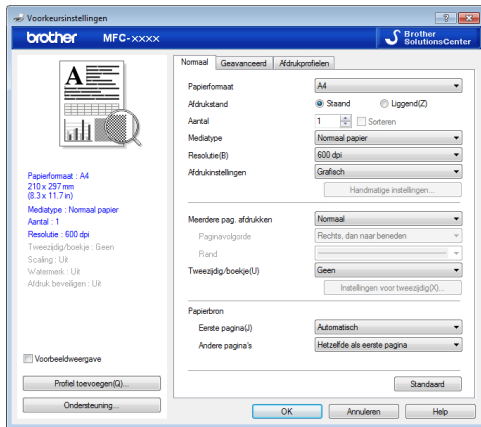 Voorkeursinstellingen
brother MFC-xxxx
Brother
SolutionsCenter
Papierformaat : A4
210 x 297 mm
(8.3 x 11.7 in)
Mediatype : Normaal papier
Aantal : 1
Resolutie : 600 dpi
Tweezijdig/boekje : Geen
Scaling : Uit
Watermerk : Uit
Afdruk beveiligen : Uit
Voorbeeldweergave
Profiel toevoegen(Q)...
Ondersteuning...
Normaal Geavanceerd Afdrukprofielen
Papierformaat A4
Afdrukstand Staand Liggend(Z)
Aantal 1 Sorteren
Mediatype Normaal papier
Resolutie(B) 600 dpi
Afdrukinstellingen Grafisch
Handmatige instellingen...
Meerdere pag. afdrukken Normaal
Paginavolgorde Rechts, dan naar beneden
Rand
Tweezijdig/boekje(U) Geen
Instellingen voor tweezijdig(X)...
Papierbron
Eerste pagina(J) Automatisch
Andere pagina's Hetzelfde als eerste pagina
Standaard
OK Annuleren Help